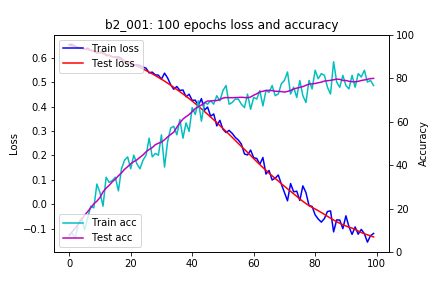 b2_001: 100 epochs loss and accuracy
Train loss
Test loss
Train acc
Test acc
Loss
Accuracy
0.6
0.5
0.4
0.3
0.2
0.1
0.0
−0.1
100
80
60
40
20
0
0 20 40 60 80 100